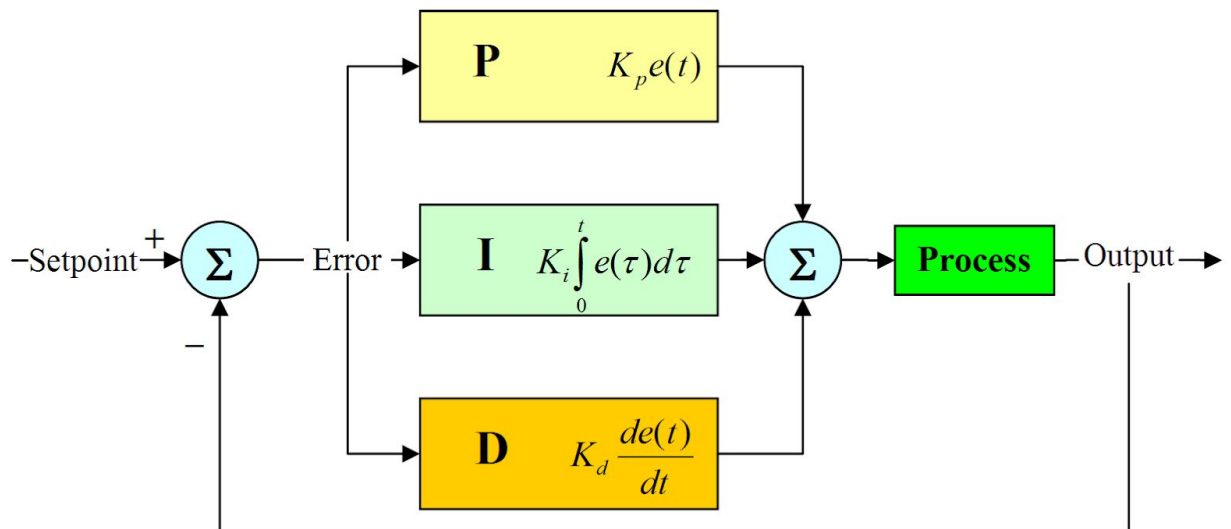 P K_p e(t)
Setpoint + Σ Error I K_i ∫_0^t e(τ)dτ Σ Process Output
−
D K_d de(t)/dt